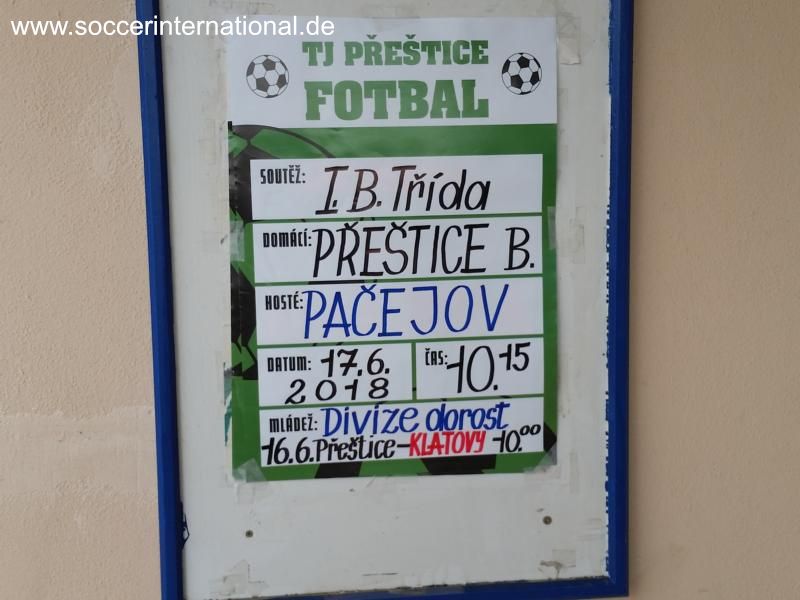 www.soccerinternational.de
TJ PŘEŠTICE
FOTBAL
SOUTĚŽ: I.B. Třída
DOMÁCÍ: PŘEŠTICE B.
HOSTÉ: PAČEJOV
DATUM: 17.6.
2018
ČAS: 10.15
MLÁDEŽ: Divize dorost
16.6. Přeštice - KLATOVY - 10.00